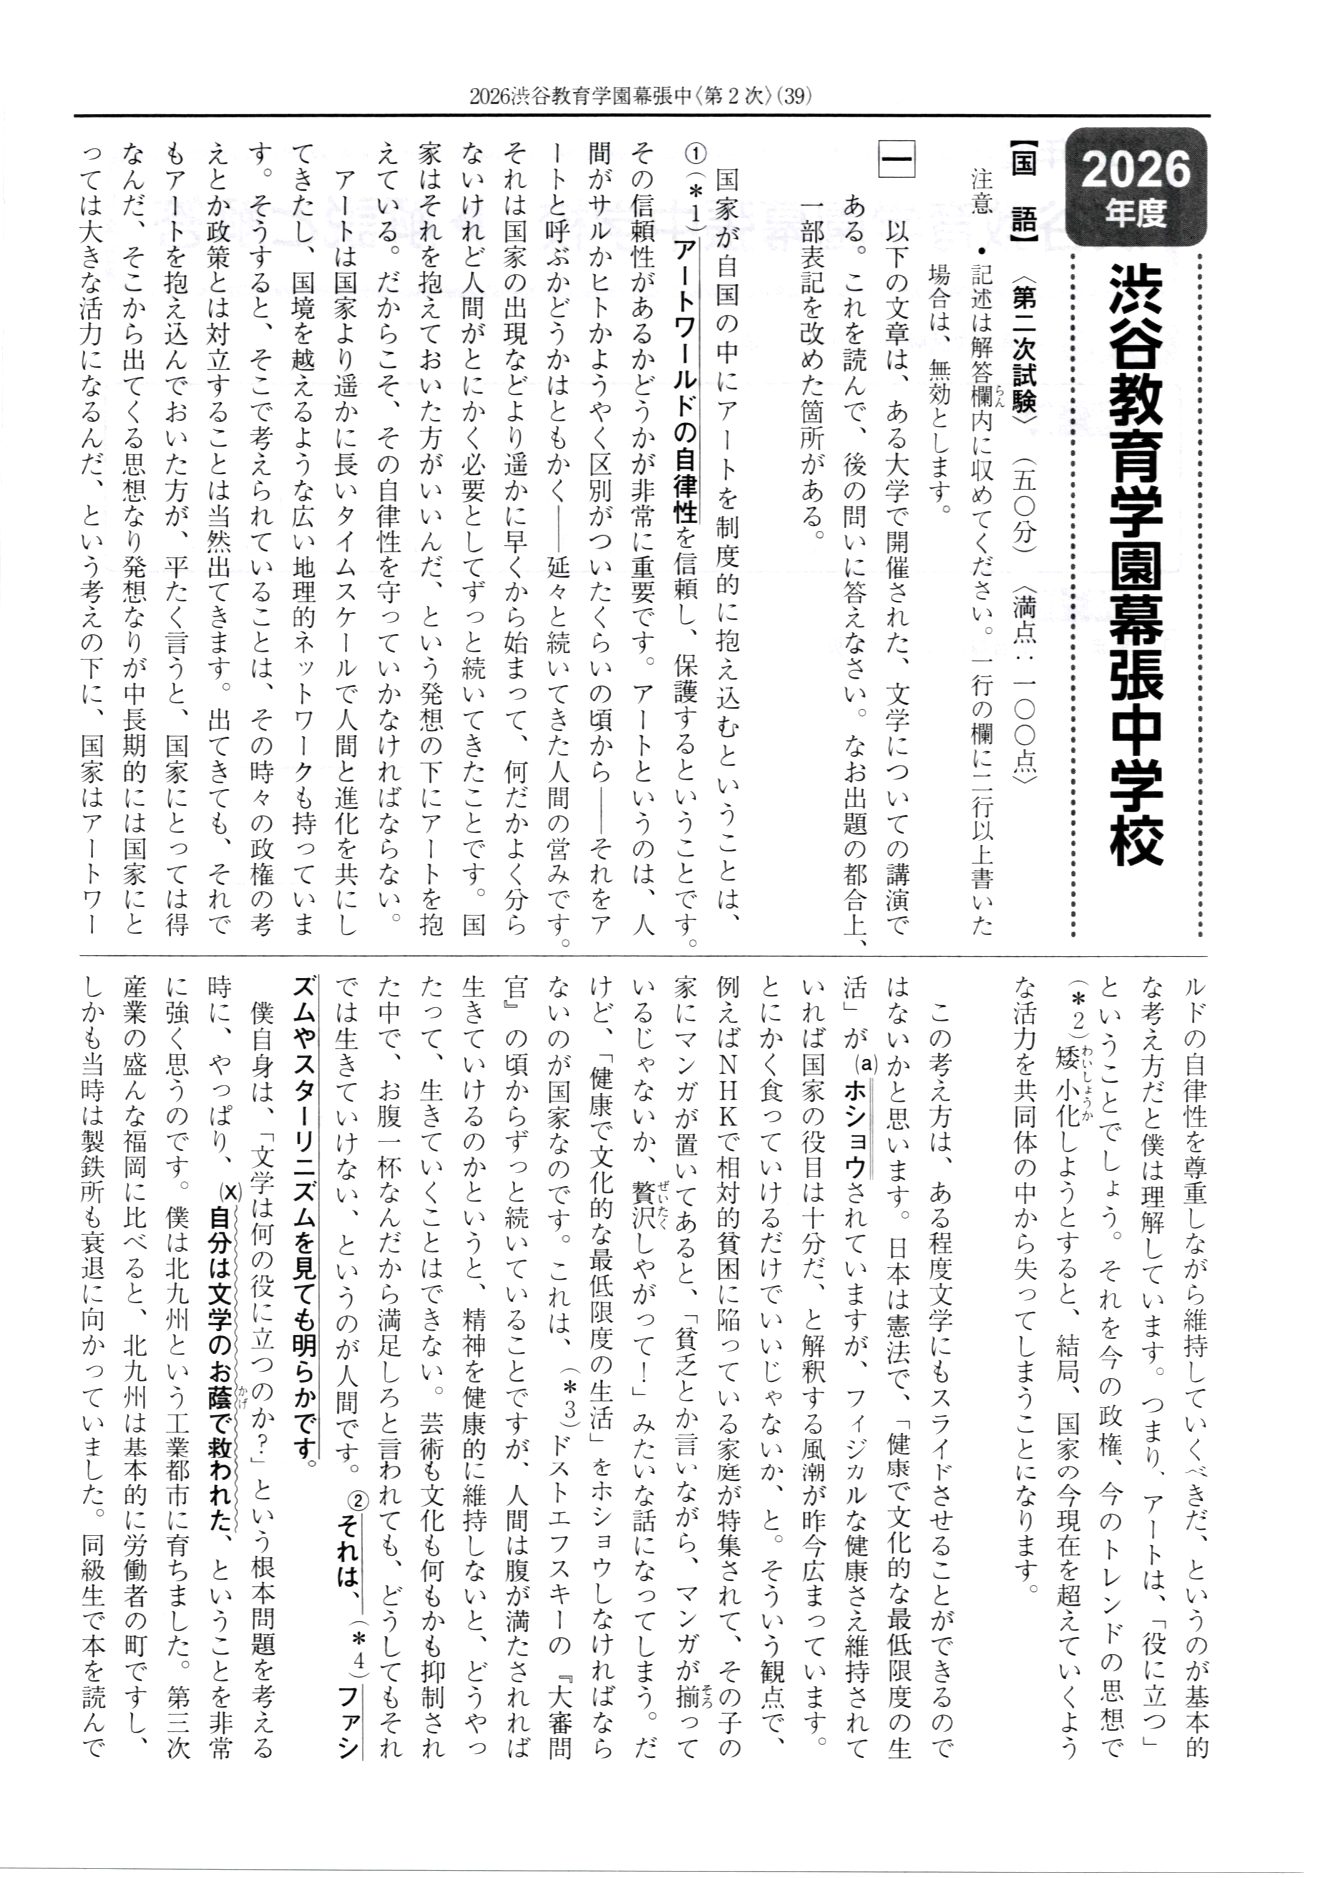 2026渋谷教育学園幕張中〈第2次〉(39)
2026年度
渋谷教育学園幕張中学校
【国語】〈第二次試験〉(五〇分)〈満点:一〇〇点〉
注意 ・記述は解答欄内に収めてください。一行の欄に二行以上書いた
場合は、無効とします。
一 以下の文章は、ある大学で開催された、文学についての講演で
ある。これを読んで、後の問いに答えなさい。なお出題の都合上、
一部表記を改めた箇所がある。
国家が自国の中にアートを制度的に抱え込むということは、
①(*1)アートワールドの自律性を信頼し、保護するということです。
その信頼性があるかどうかが非常に重要です。アートというのは、人
間がサルかヒトかようやく区別がついたくらいの頃から――それをア
ートと呼ぶかどうかはともかく――延々と続いてきた人間の営みです。
それは国家の出現などより遥かに早くから始まって、何だかよく分ら
ないけれど人間がとにかく必要としてずっと続いてきたことです。国
家はそれを抱えておいた方がいいんだ、という発想の下にアートを抱
えている。だからこそ、その自律性を守っていかなければならない。
アートは国家より遥かに長いタイムスケールで人間と進化を共にし
てきたし、国境を越えるような広い地理的ネットワークも持っていま
す。そうすると、そこで考えられていることは、その時々の政権の考
えとか政策とは対立することは当然出てきます。出てきても、それで
もアートを抱え込んでおいた方が、平たく言うと、国家にとっては得
なんだ、そこから出てくる思想なり発想なりが中長期的には国家にと
っては大きな活力になるんだ、という考えの下に、国家はアートワー
ルドの自律性を尊重しながら維持していくべきだ、というのが基本的
な考え方だと僕は理解しています。つまり、アートは、「役に立つ」
ということでしょう。それを今の政権、今のトレンドの思想で
(*2)矮小化しようとすると、結局、国家の今現在を超えていくよう
な活力を共同体の中から失ってしまうことになります。
この考え方は、ある程度文学にもスライドさせることができるので
はないかと思います。日本は憲法で、「健康で文化的な最低限度の生
活」が(a)ホショウされていますが、フィジカルな健康さえ維持されて
いれば国家の役目は十分だ、と解釈する風潮が昨今広まっています。
とにかく食っていけるだけでいいじゃないか、と。そういう観点で、
例えばNHKで相対的貧困に陥っている家庭が特集されて、その子の
家にマンガが置いてあると、「貧乏とか言いながら、マンガが揃って
いるじゃないか、贅沢しやがって!」みたいな話になってしまう。だ
けど、「健康で文化的な最低限度の生活」をホショウしなければなら
ないのが国家なのです。これは、(*3)ドストエフスキーの『大審問
官』の頃からずっと続いていることですが、人間は腹が満たされれば
生きていけるのかというと、精神を健康的に維持しないと、どうやっ
たって、生きていくことはできない。芸術も文化も何もかも抑制され
た中で、お腹一杯なんだから満足しろと言われても、どうしてもそれ
では生きていけない、というのが人間です。②それは、(*4)ファシ
ズムやスターリニズムを見ても明らかです。
僕自身は、「文学は何の役に立つのか?」という根本問題を考える
時に、やっぱり、(X)自分は文学のお蔭で救われた、ということを非常
に強く思うのです。僕は北九州という工業都市に育ちました。第三次
産業の盛んな福岡に比べると、北九州は基本的に労働者の町ですし、
しかも当時は製鉄所も衰退に向かっていました。同級生で本を読んで